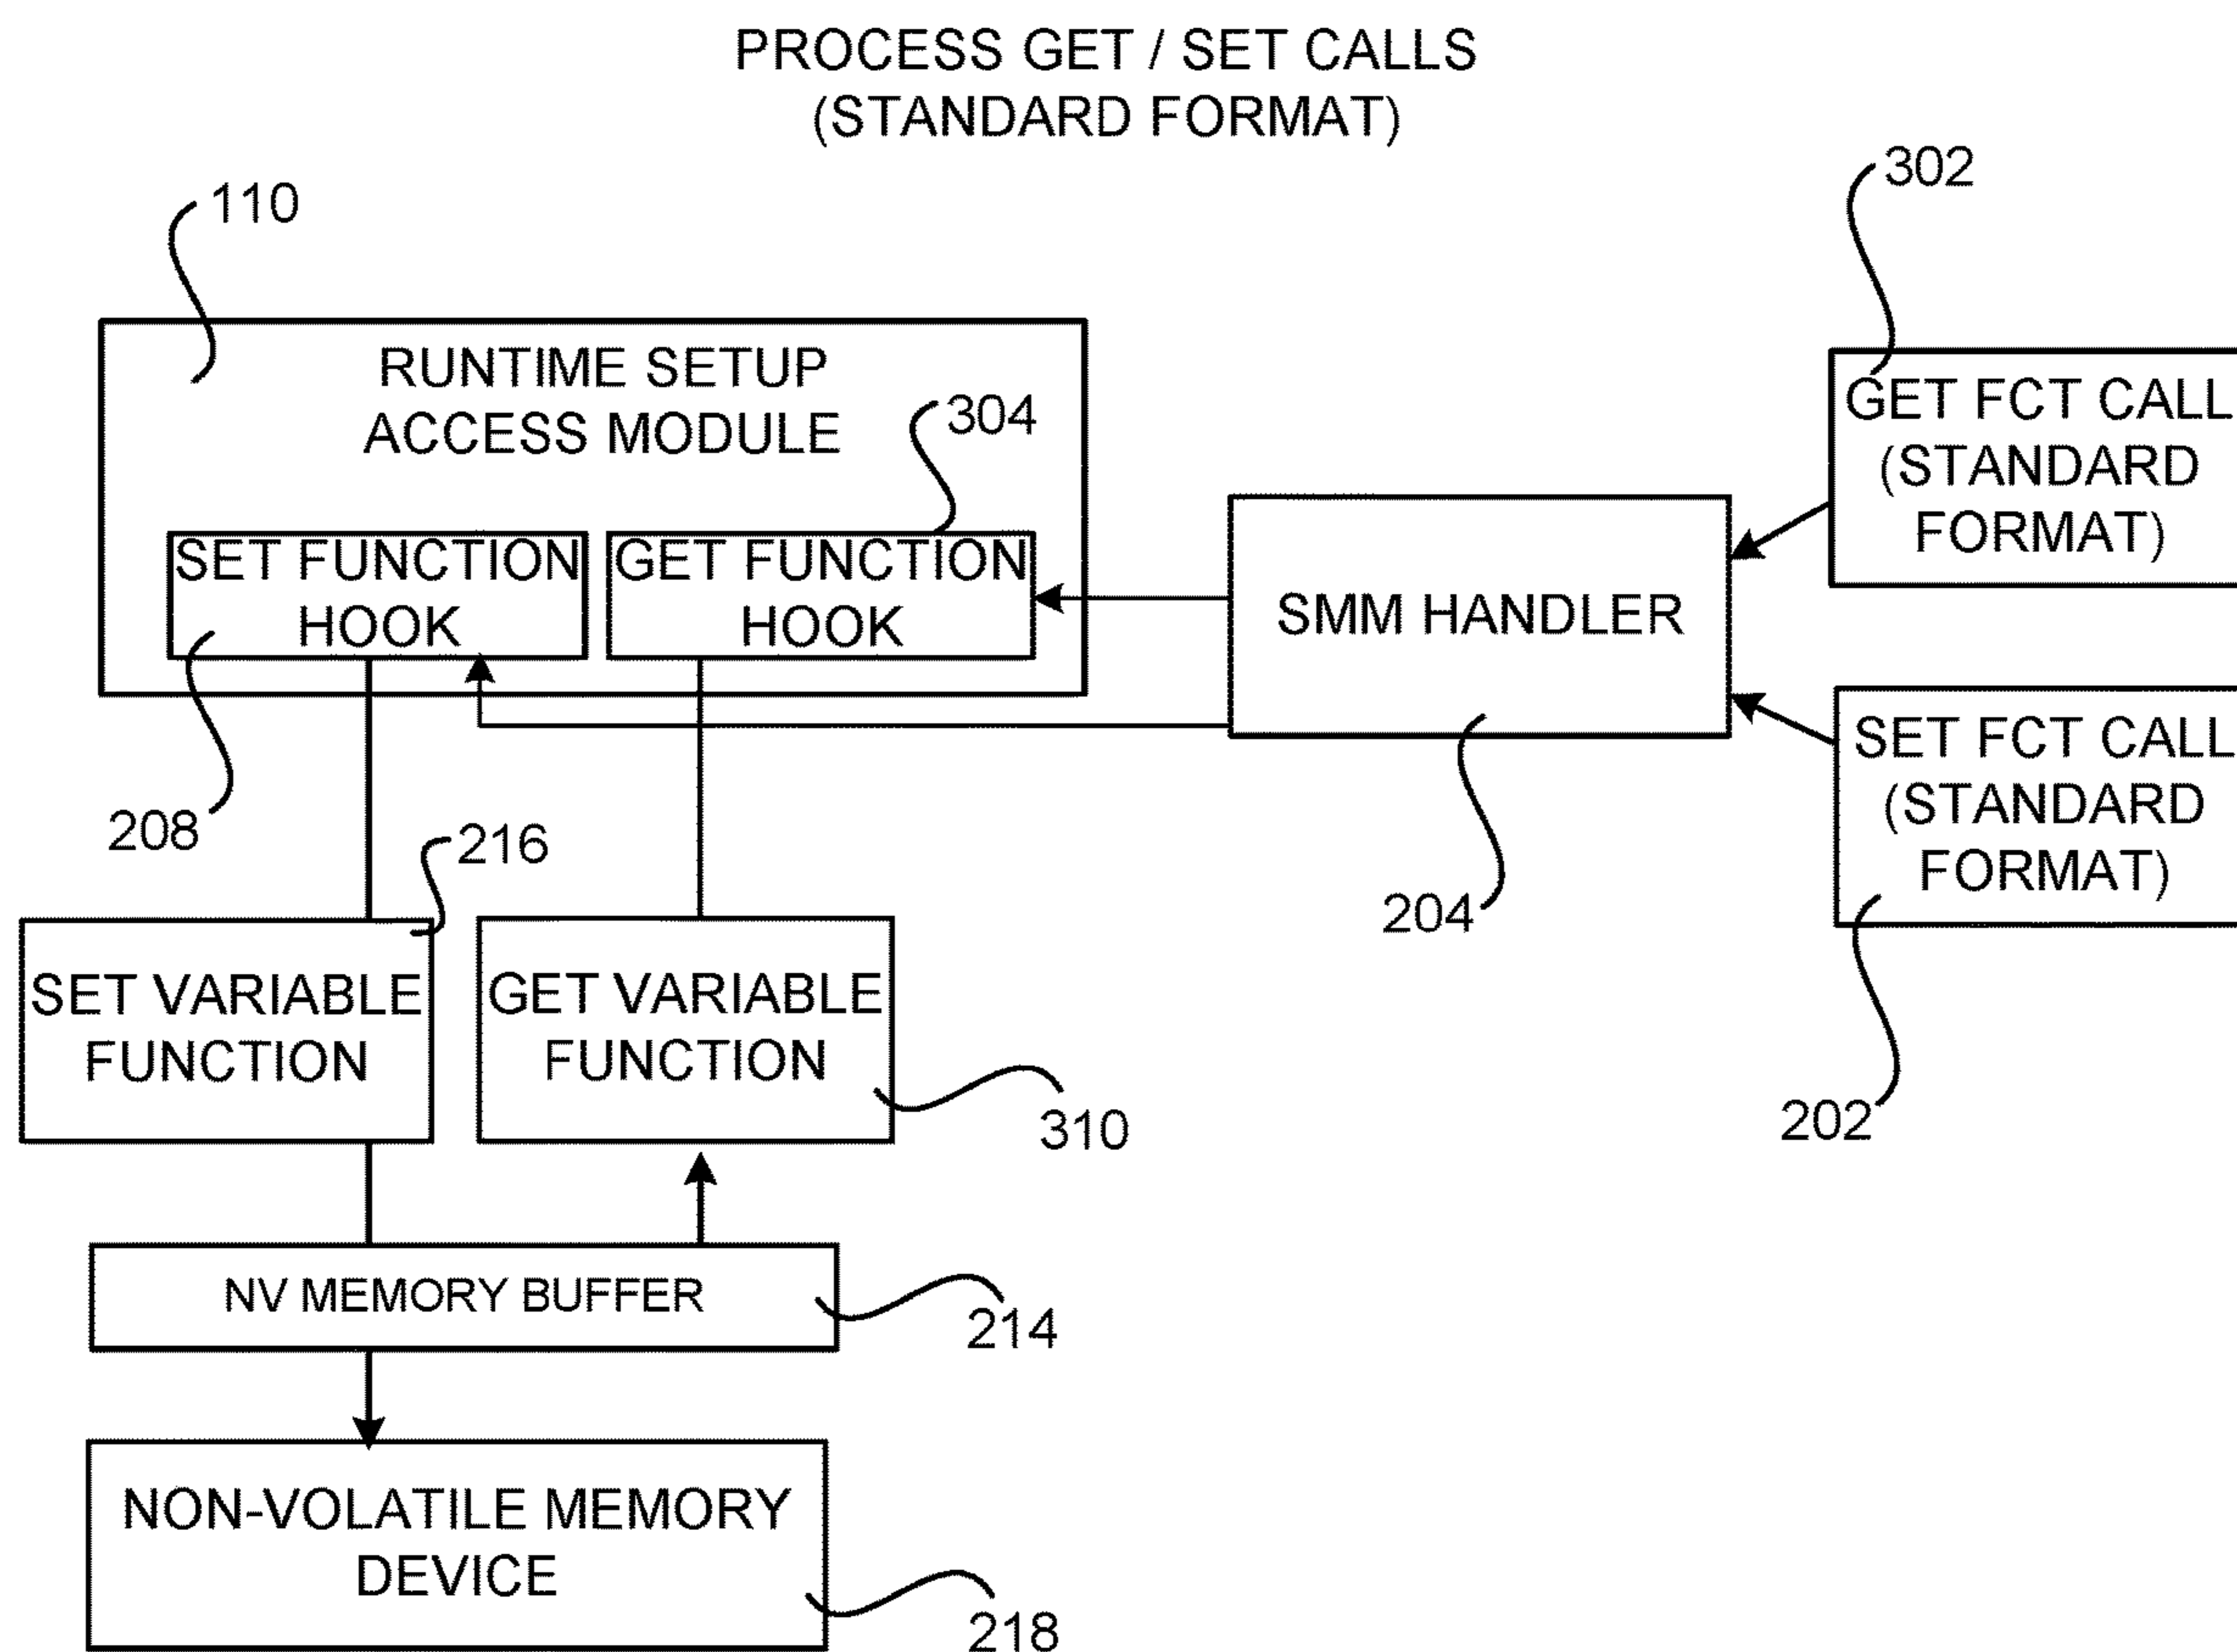 PROCESS GET / SET CALLS
(STANDARD FORMAT)
302
110
RUNTIME SETUP
ACCESS MODULE
304
SET FUNCTION
HOOK
GET FUNCTION
HOOK
SMM HANDLER
GET FCT CALL
(STANDARD
FORMAT)
SET FCT CALL
(STANDARD
FORMAT)
208
216
204
202
SET VARIABLE
FUNCTION
GET VARIABLE
FUNCTION
310
NV MEMORY BUFFER
214
NON-VOLATILE MEMORY
DEVICE
218